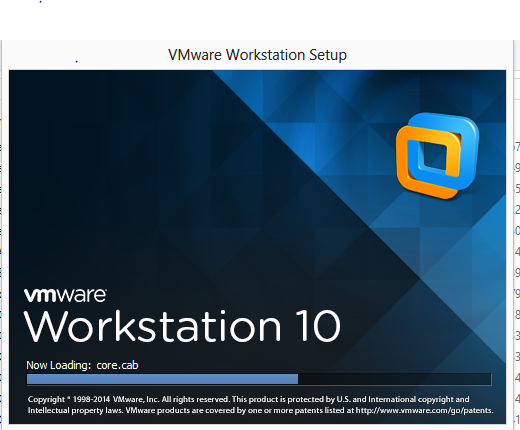 VMware Workstation Setup
vmware
Workstation 10
Now Loading: core.cab
Copyright © 1998-2014 VMware, Inc. All rights reserved. This product is protected by U.S. and International copyright and
Intellectual property laws. VMware products are covered by one or more patents listed at http://www.vmware.com/go/patents.